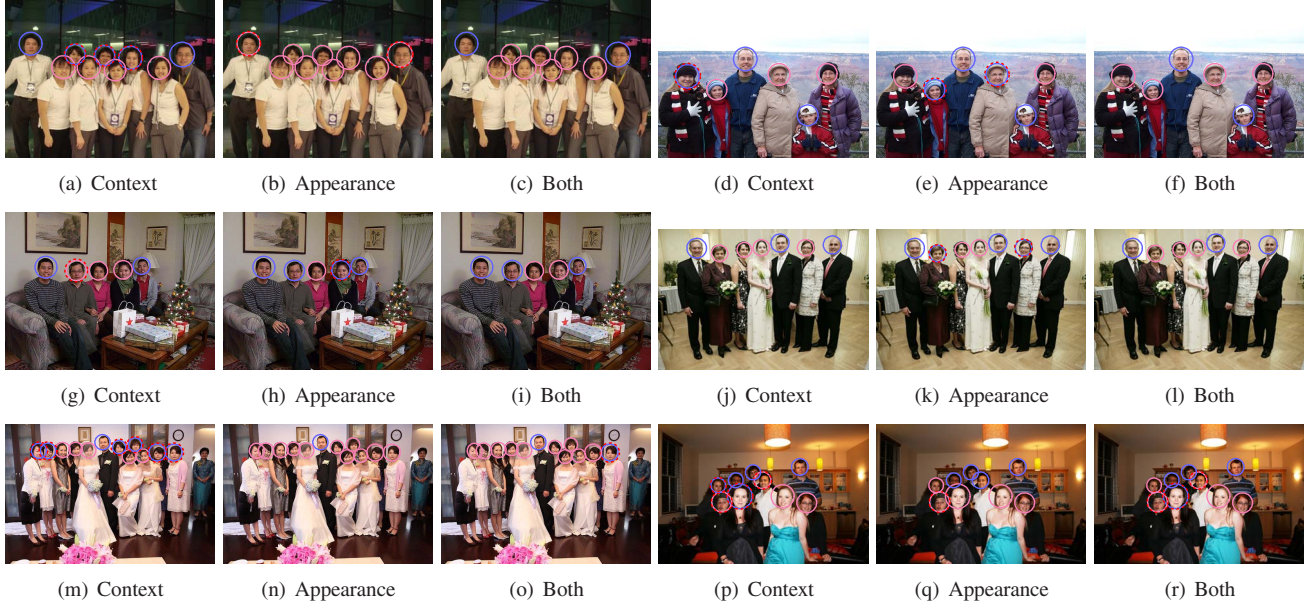 (a) Context (b) Appearance (c) Both (d) Context (e) Appearance (f) Both
(g) Context (h) Appearance (i) Both (j) Context (k) Appearance (l) Both
(m) Context (n) Appearance (o) Both (p) Context (q) Appearance (r) Both